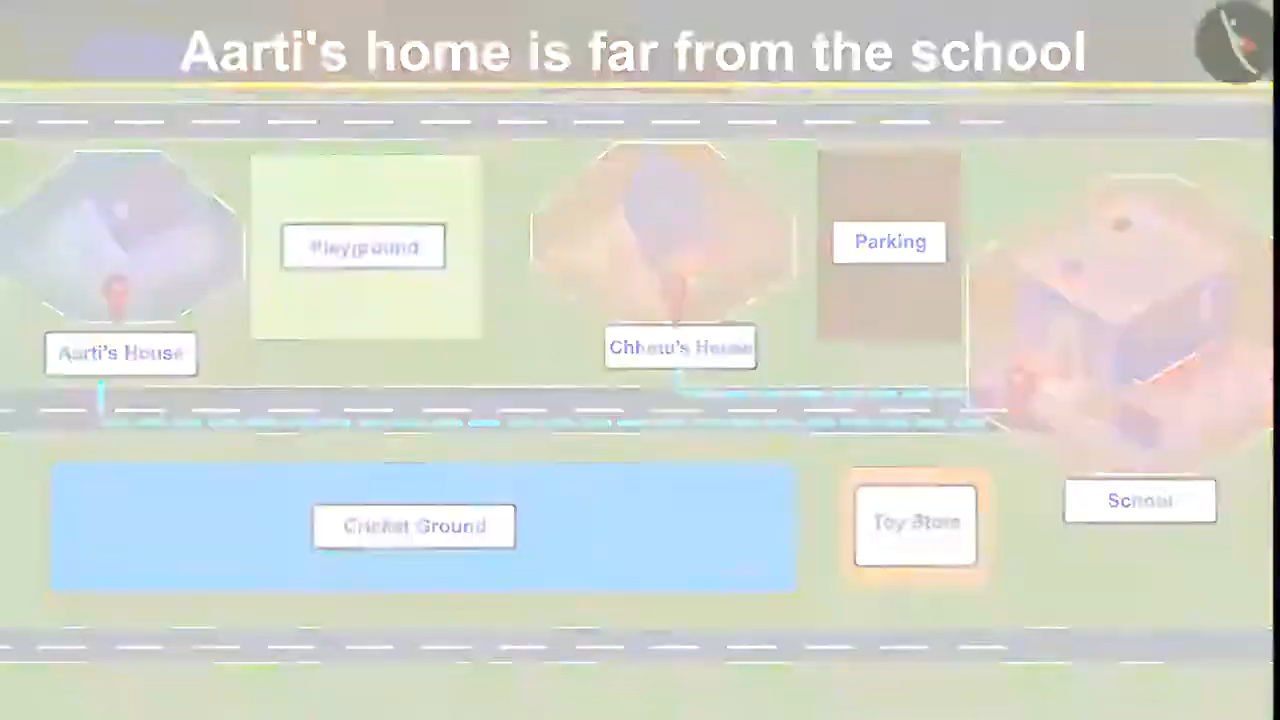 Aarti's home is far from the school
Playground
Parking
Aarti's House
Chhotu's House
School
Cricket Ground
Toy Store